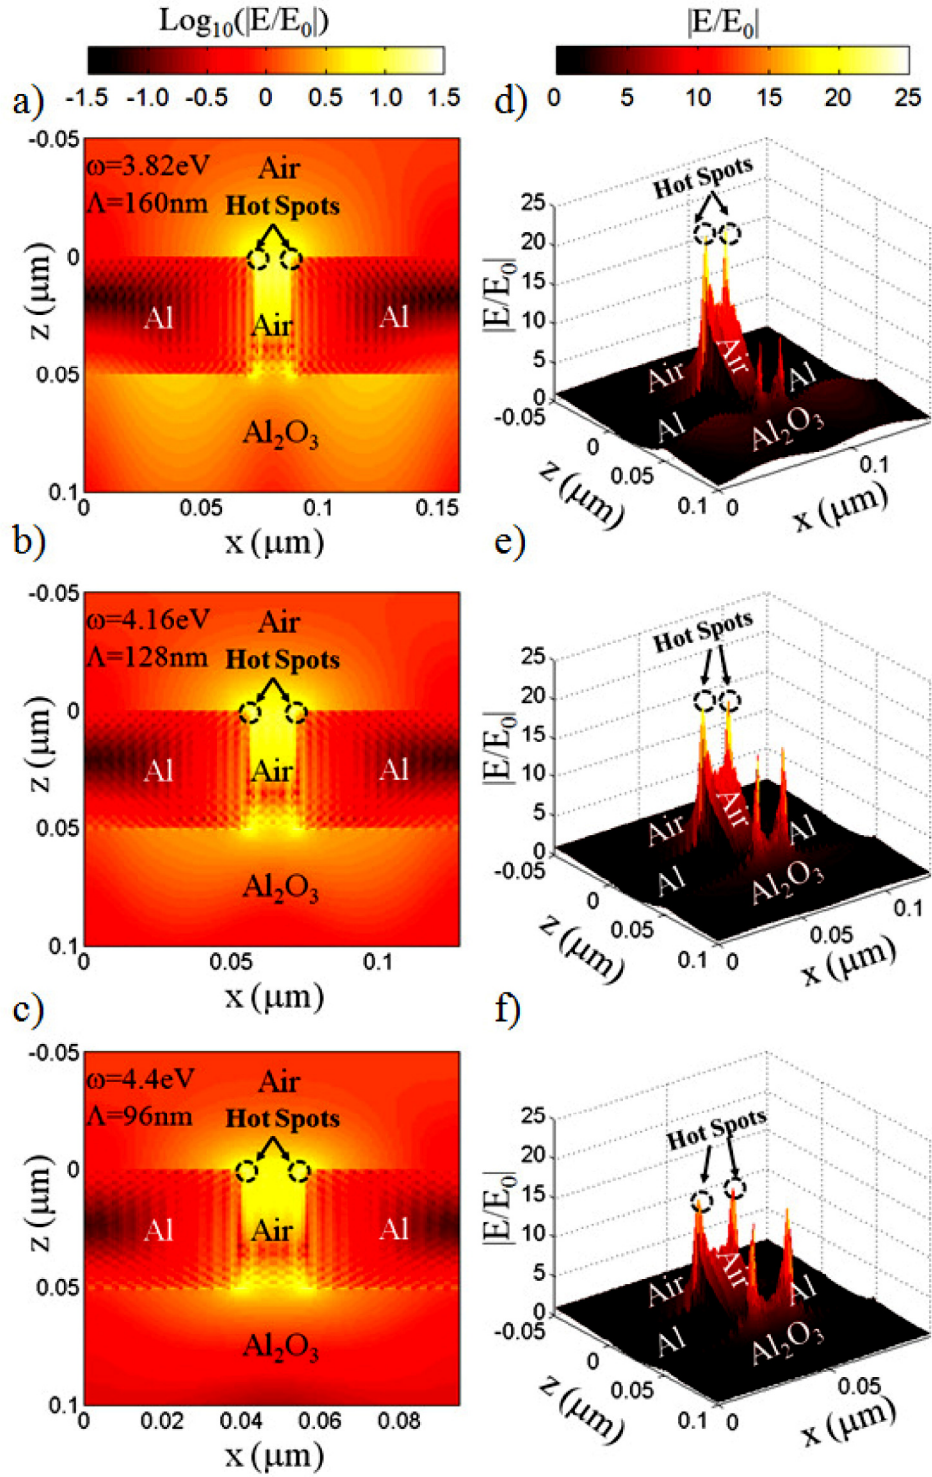 Log₁₀(|E/E₀|)
-1.5 -1.0 -0.5 0 0.5 1.0 1.5
|E/E₀|
0 5 10 15 20 25
a)
ω=3.82eV
Λ=160nm
Air
Hot Spots
Al Air Al
Al₂O₃
-0.05
0
0.05
0.1
z (μm)
0 0.05 0.10 0.15
x (μm)
d)
Hot Spots
25
20
15
10
5
0
|E/E₀|
Air Air Al
Al Al₂O₃
-0.05
0
0.05
0.1
z (μm)
0
0.1
x (μm)
b)
ω=4.16eV
Λ=128nm
Air
Hot Spots
Al Air Al
Al₂O₃
-0.05
0
0.05
0.1
z (μm)
0 0.05 0.1
x (μm)
e)
Hot Spots
25
20
15
10
5
0
|E/E₀|
Air Air Al
Al Al₂O₃
-0.05
0
0.05
0.1
z (μm)
0
0.05
0.1
x (μm)
c)
ω=4.4eV
Λ=96nm
Air
Hot Spots
Al Air Al
Al₂O₃
-0.05
0
0.05
0.1
z (μm)
0 0.02 0.04 0.06 0.08
x (μm)
f)
Hot Spots
25
20
15
10
5
0
|E/E₀|
Air Air Al
Al Al₂O₃
-0.05
0
0.05
0.1
z (μm)
0
0.05
x (μm)